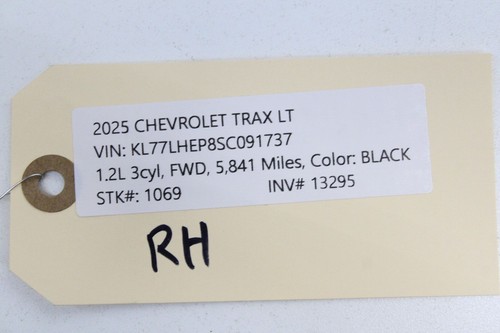 2025 CHEVROLET TRAX LT
VIN: KL77LHEP8SC091737
1.2L 3cyl, FWD, 5,841 Miles, Color: BLACK
STK#: 1069 INV# 13295
RH